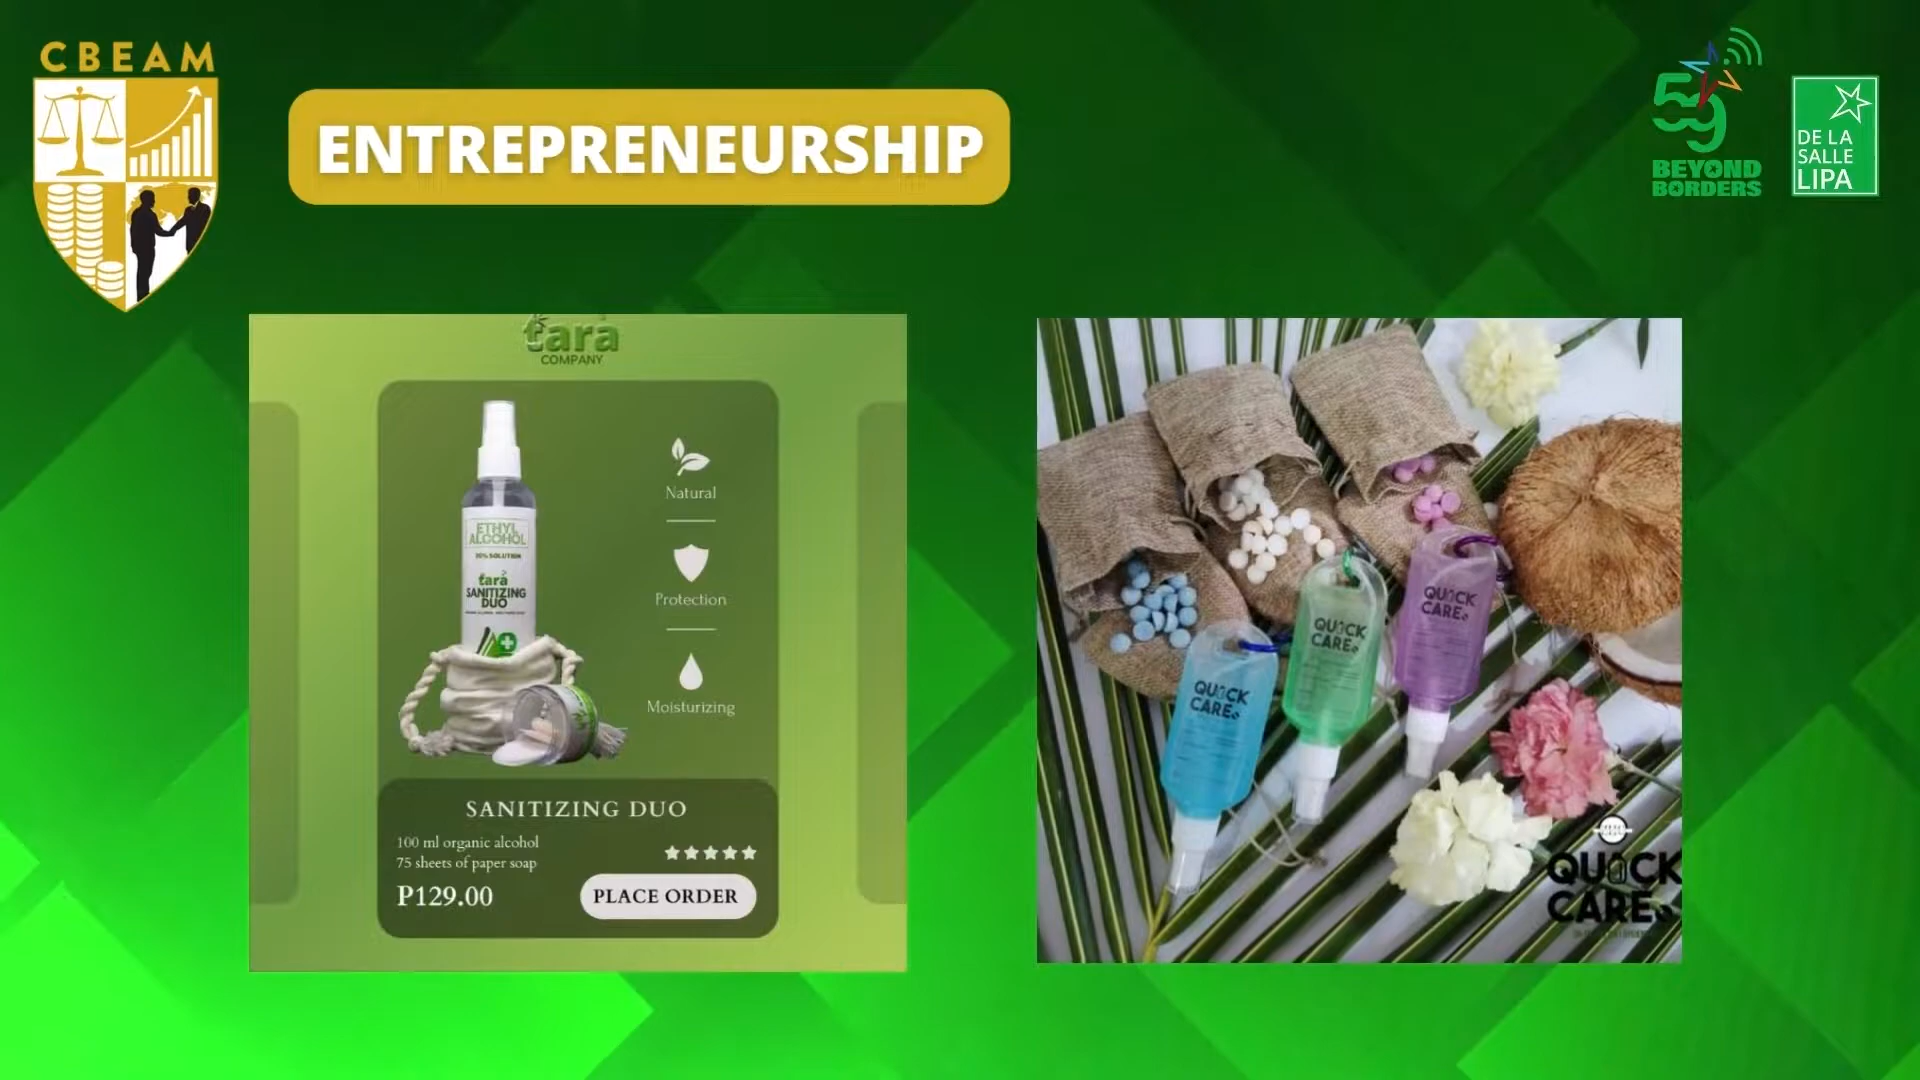 CBEAM
ENTREPRENEURSHIP
59
BEYOND
BORDERS
DE LA
SALLE
LIPA
tara
COMPANY
ETHYL
ALCOHOL
70% SOLUTION
tara
SANITIZING
DUO
Natural
Protection
Moisturizing
SANITIZING DUO
100 ml organic alcohol
75 sheets of paper soap
P129.00
PLACE ORDER
QUICK
CARE
QUICK
CARE
QUICK
CARE
QUICK
CARE